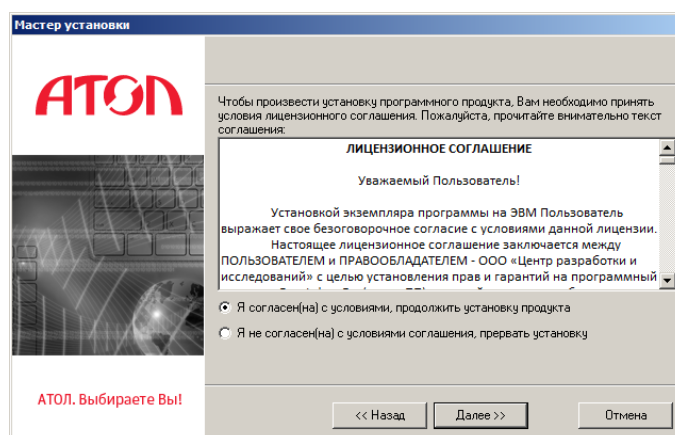 Мастер установки
АТОЛ
Чтобы произвести установку программного продукта, Вам необходимо принять
условия лицензионного соглашения. Пожалуйста, прочитайте внимательно текст
соглашения:
ЛИЦЕНЗИОННОЕ СОГЛАШЕНИЕ
Уважаемый Пользователь!
Установкой экземпляра программы на ЭВМ Пользователь
выражает свое безоговорочное согласие с условиями данной лицензии.
Настоящее лицензионное соглашение заключается между
ПОЛЬЗОВАТЕЛЕМ и ПРАВООБЛАДАТЕЛЕМ - ООО «Центр разработки и
исследований» с целью установления прав и гарантий на программный
Я согласен(на) с условиями, продолжить установку продукта
Я не согласен(на) с условиями соглашения, прервать установку
АТОЛ. Выбираете Вы!
<< Назад
Далее >>
Отмена